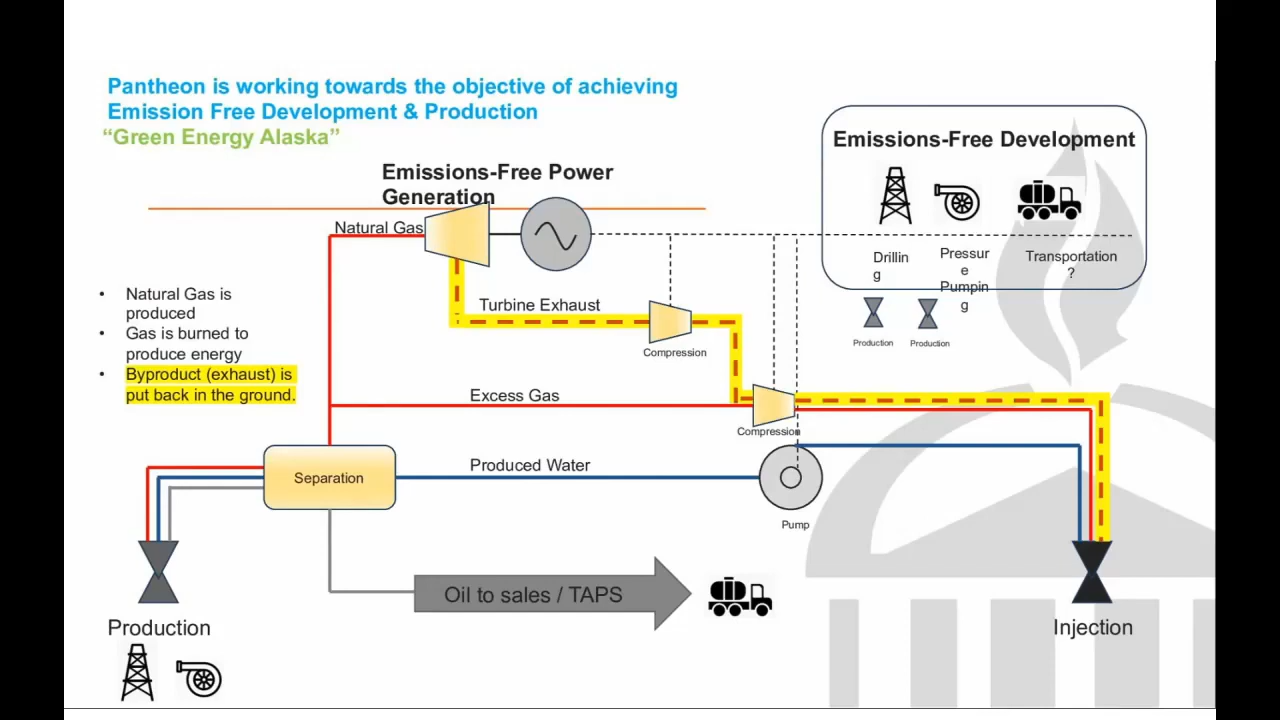 Pantheon is working towards the objective of achieving
Emission Free Development & Production
“Green Energy Alaska”
Emissions-Free Power
Generation
Emissions-Free Development
Natural Gas
Drillin
g
Pressur
e
Pumpin
g
Transportation
?
• Natural Gas is
produced
• Gas is burned to
produce energy
• Byproduct (exhaust) is
put back in the ground.
Turbine Exhaust
Compression
Production
Production
Excess Gas
Compression
Separation
Produced Water
Pump
Oil to sales / TAPS
Production
Injection